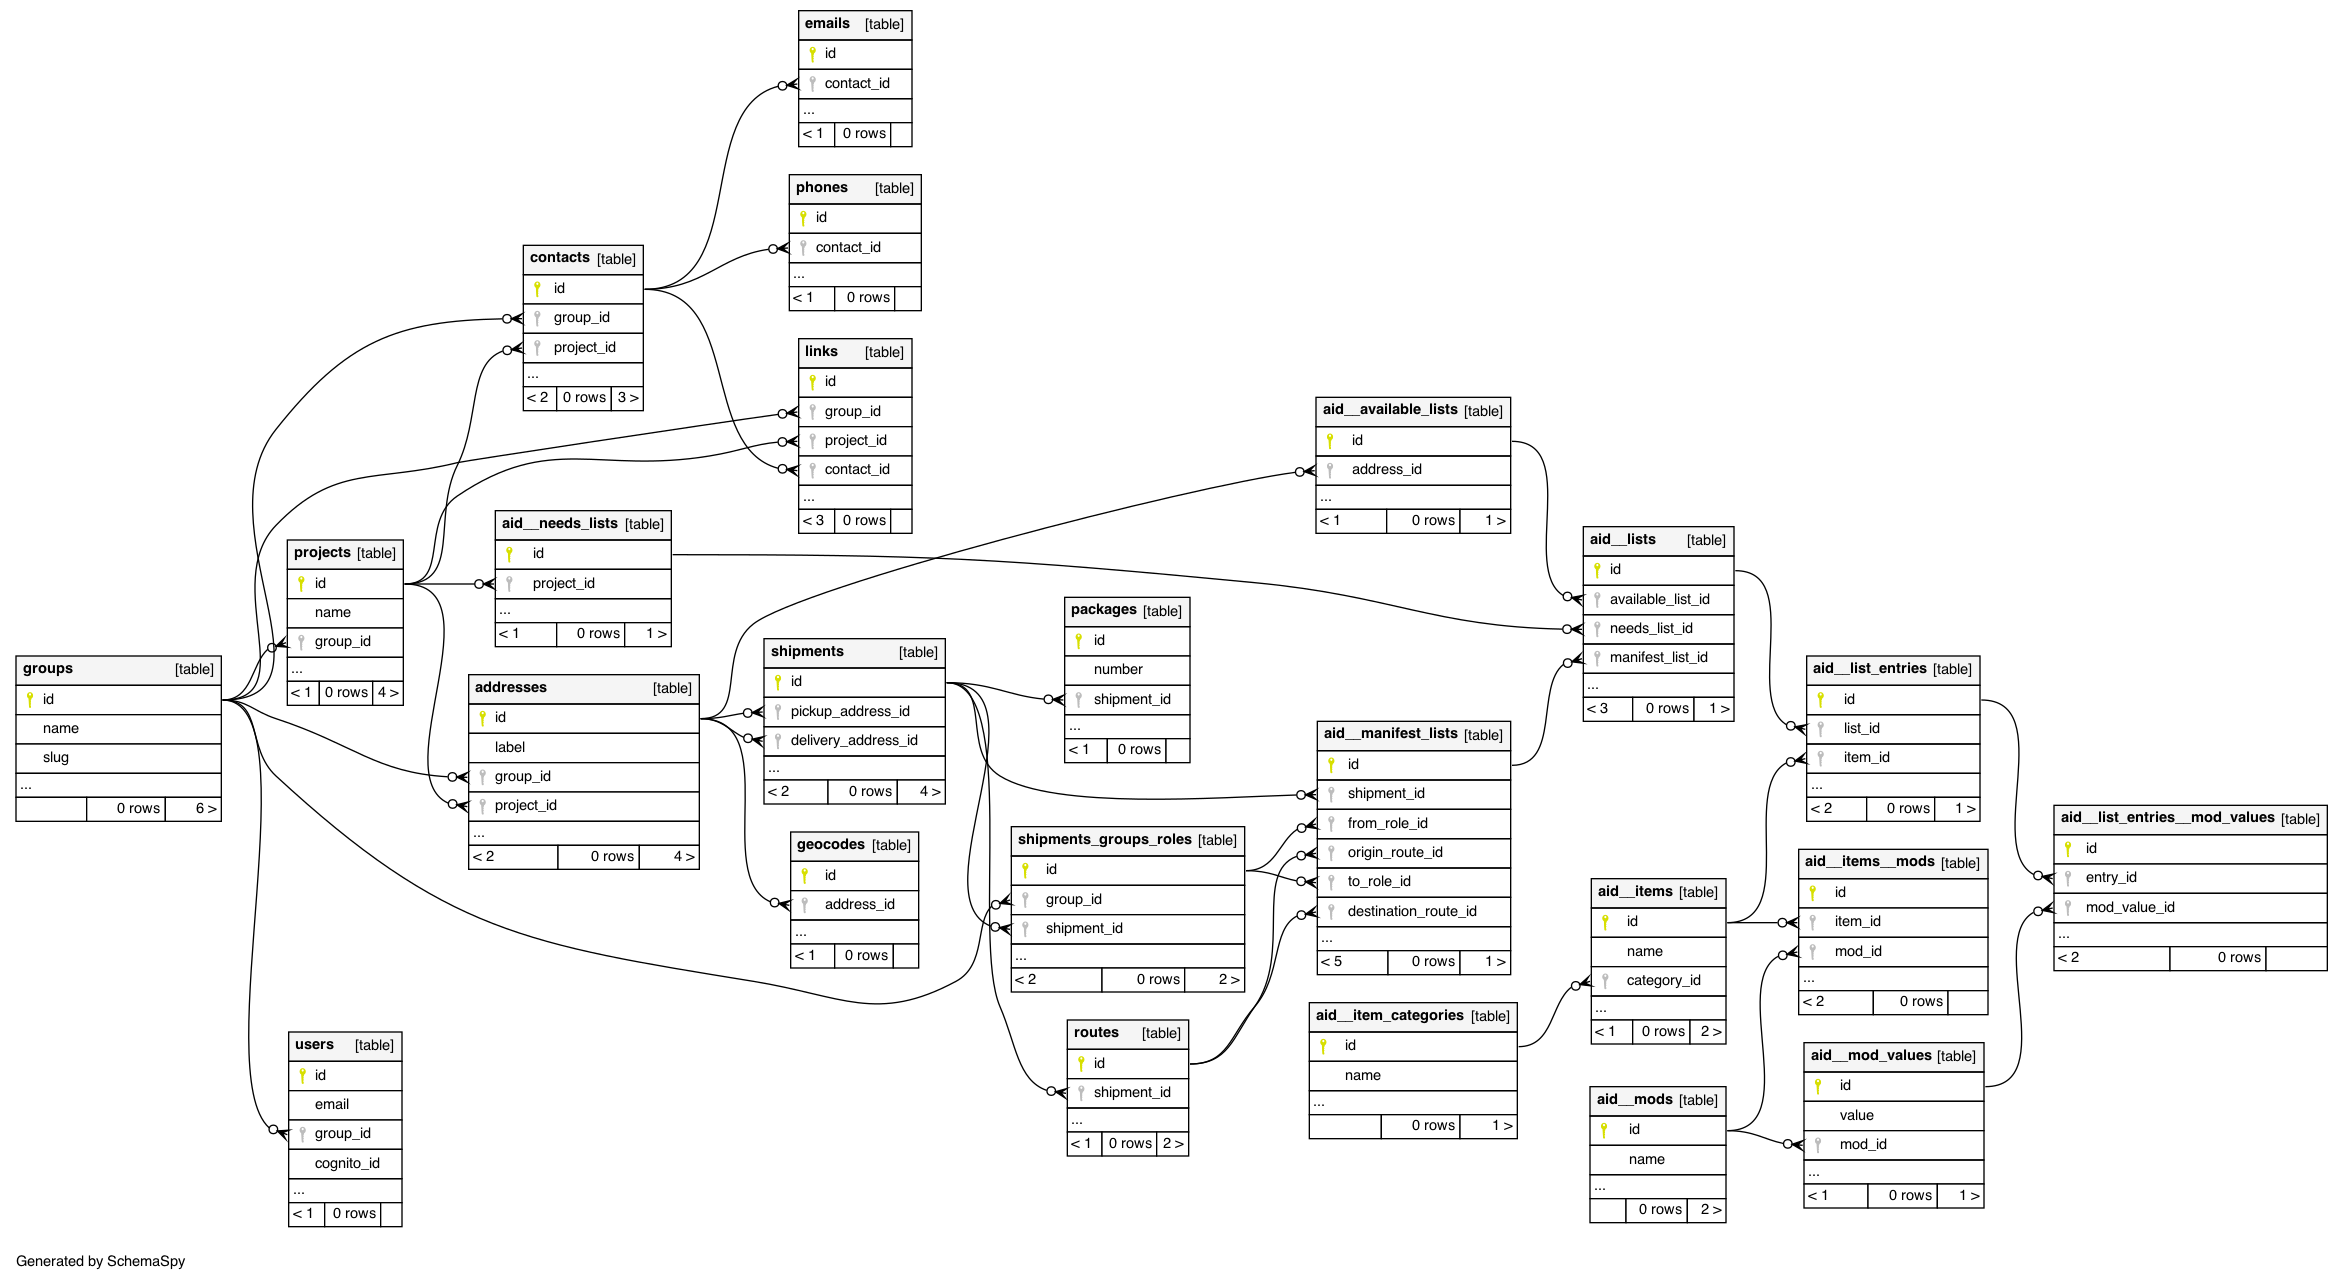 emails [table]
id
contact_id
...
< 1 0 rows
phones [table]
id
contact_id
...
< 1 0 rows
contacts [table]
id
group_id
project_id
...
< 2 0 rows 3 >
links [table]
id
group_id
project_id
contact_id
...
< 3 0 rows
aid__available_lists [table]
id
address_id
...
< 1 0 rows 1 >
aid__needs_lists [table]
id
project_id
...
< 1 0 rows 1 >
projects [table]
id
name
group_id
...
< 1 0 rows 4 >
aid__lists [table]
id
available_list_id
needs_list_id
manifest_list_id
...
< 3 0 rows 1 >
packages [table]
id
number
shipment_id
...
< 1 0 rows
shipments [table]
id
pickup_address_id
delivery_address_id
...
< 2 0 rows 4 >
groups [table]
id
name
slug
...
0 rows 6 >
addresses [table]
id
label
group_id
project_id
...
< 2 0 rows 4 >
aid__list_entries [table]
id
list_id
item_id
...
< 2 0 rows 1 >
aid__manifest_lists [table]
id
shipment_id
from_role_id
origin_route_id
to_role_id
destination_route_id
...
< 5 0 rows 1 >
aid__list_entries__mod_values [table]
id
entry_id
mod_value_id
...
< 2 0 rows
shipments_groups_roles [table]
id
group_id
shipment_id
...
< 2 0 rows 2 >
geocodes [table]
id
address_id
...
< 1 0 rows
aid__items__mods [table]
id
item_id
mod_id
...
< 2 0 rows
aid__items [table]
id
name
category_id
...
< 1 0 rows 2 >
aid__item_categories [table]
id
name
...
0 rows 1 >
routes [table]
id
shipment_id
...
< 1 0 rows 2 >
users [table]
id
email
group_id
cognito_id
...
< 1 0 rows
aid__mod_values [table]
id
value
mod_id
...
< 1 0 rows 1 >
aid__mods [table]
id
name
...
0 rows 2 >
Generated by SchemaSpy